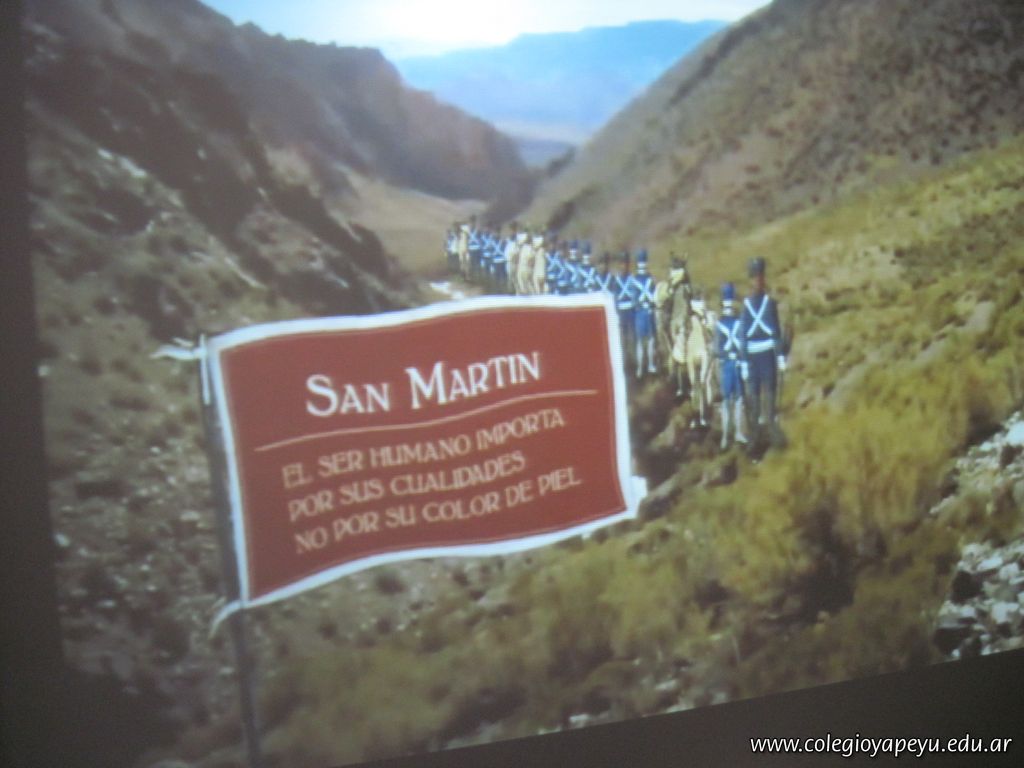 SAN MARTIN
EL SER HUMANO IMPORTA
POR SUS CUALIDADES
NO POR SU COLOR DE PIEL
www.colegioyapeyu.edu.ar